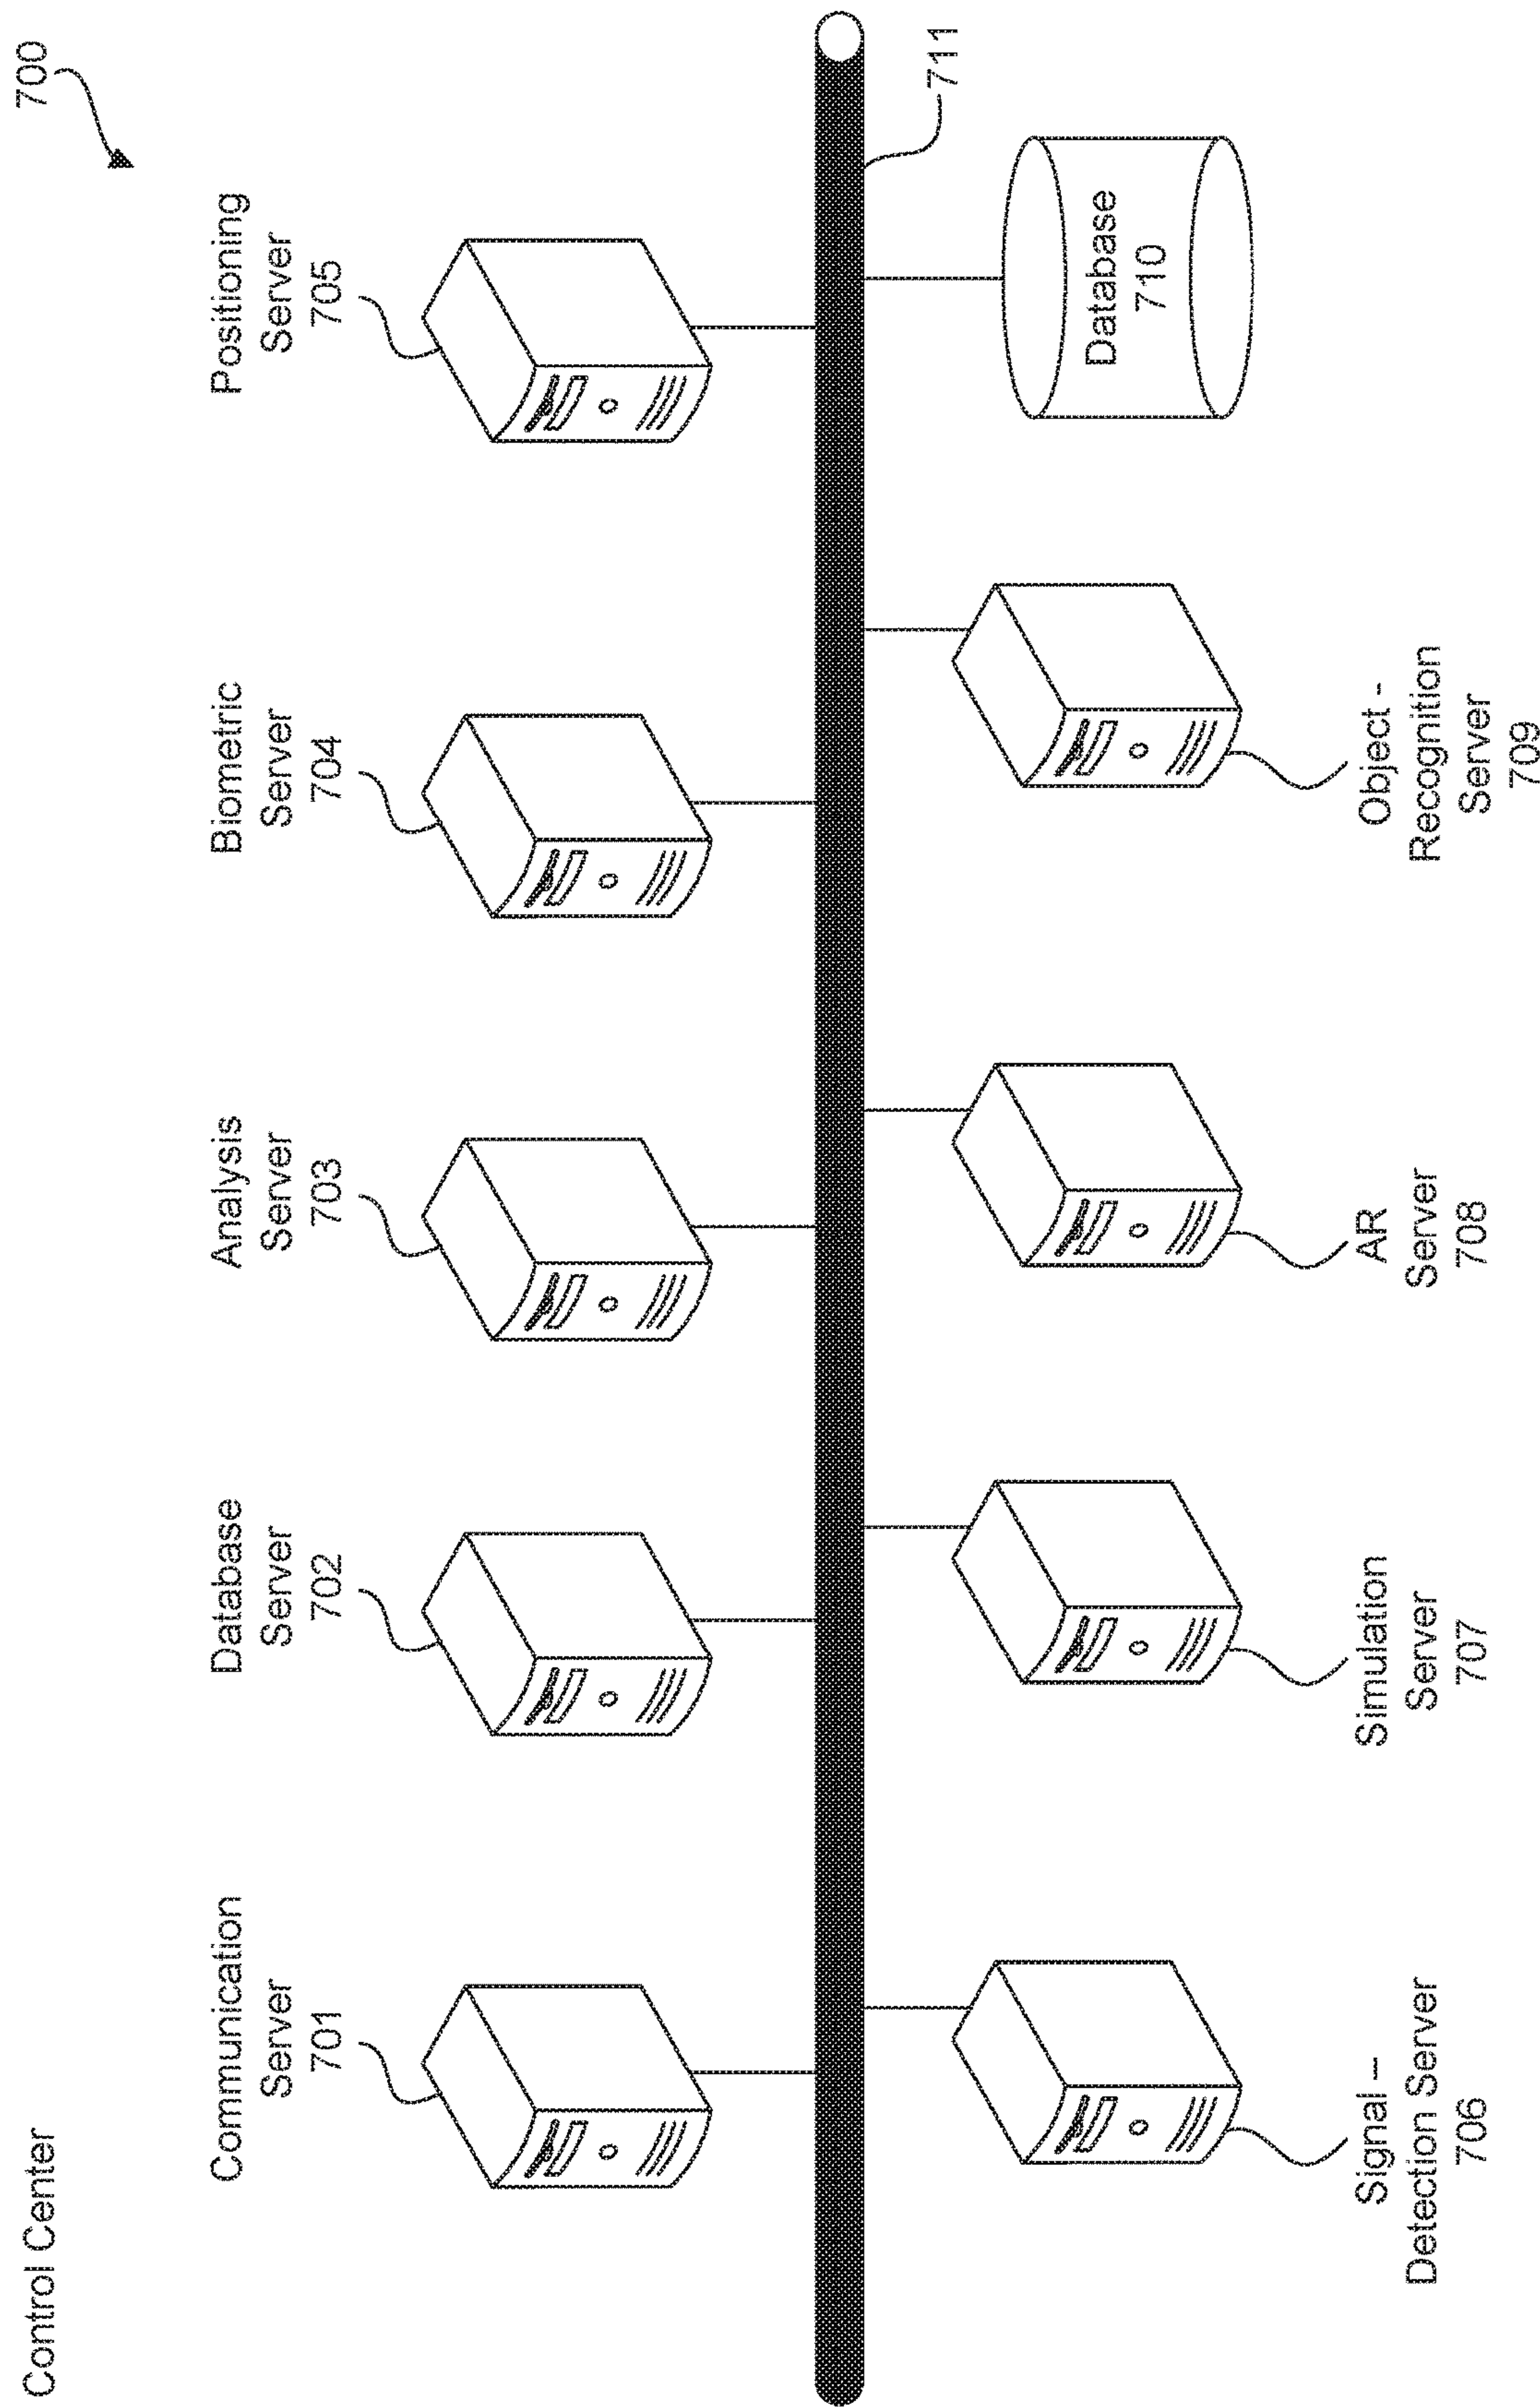 Control Center
700
Communication
Server
701
Database
Server
702
Analysis
Server
703
Biometric
Server
704
Positioning
Server
705
711
Database
710
Signal –
Detection Server
706
Simulation
Server
707
AR
Server
708
Object -
Recognition
Server
709